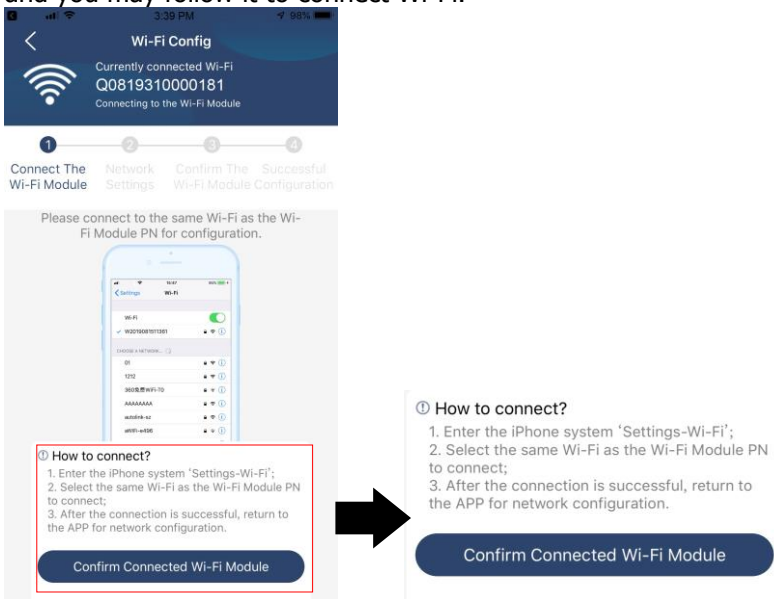 and you may follow it to connect Wi-Fi.
3:39 PM
98%
Wi-Fi Config
Currently connected Wi-Fi
Q0819310000181
Connecting to the Wi-Fi Module
1 2 3 4
Connect The Network Confirm The Successful
Wi-Fi Module Settings Wi-Fi Module Configuration
Please connect to the same Wi-Fi as the Wi-
Fi Module PN for configuration.
Settings Wi-Fi
Wi-Fi
CHOOSE A NETWORK...
01
1212
AAAAAAAA
autolink-sz
aWiFi-e496
How to connect?
1. Enter the iPhone system ‘Settings-Wi-Fi’;
2. Select the same Wi-Fi as the Wi-Fi Module PN
to connect;
3. After the connection is successful, return to
the APP for network configuration.
Confirm Connected Wi-Fi Module
How to connect?
1. Enter the iPhone system ‘Settings-Wi-Fi’;
2. Select the same Wi-Fi as the Wi-Fi Module PN
to connect;
3. After the connection is successful, return to
the APP for network configuration.
Confirm Connected Wi-Fi Module